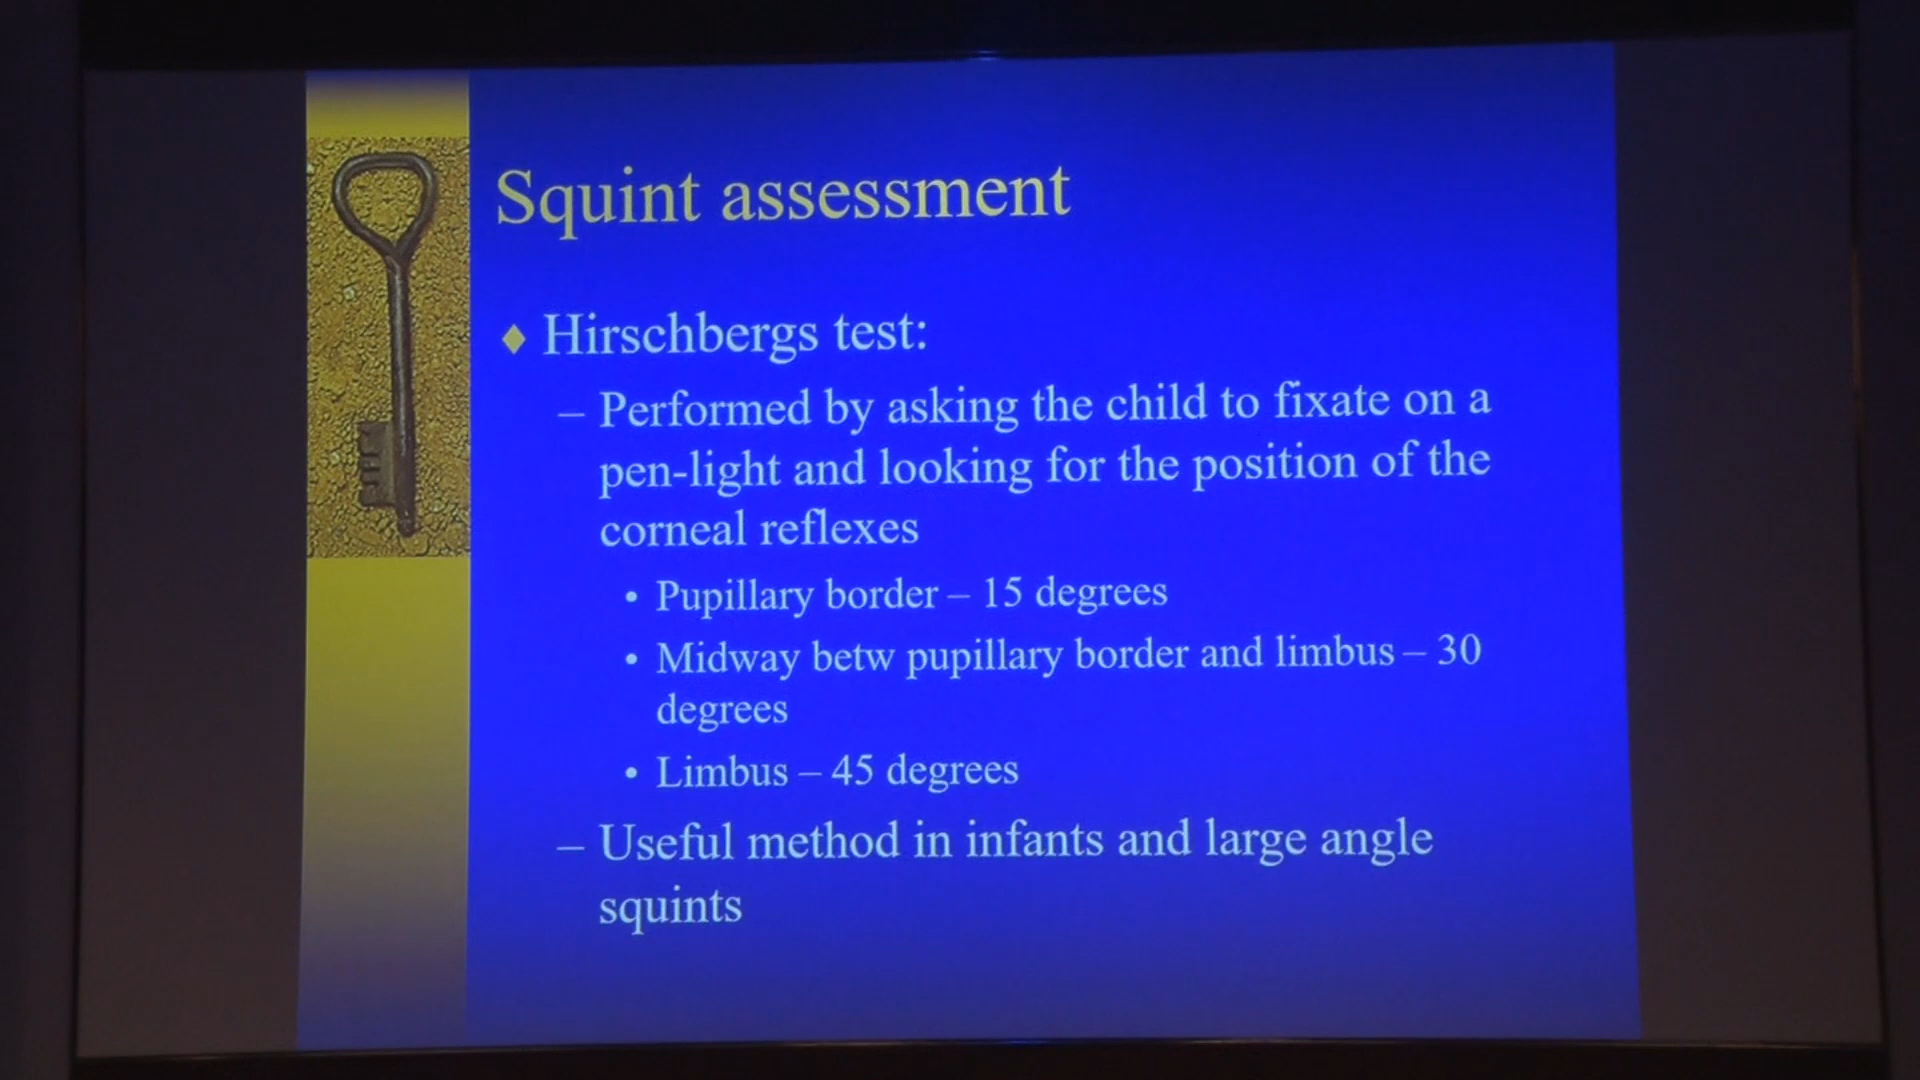 Squint assessment
♦ Hirschbergs test:
– Performed by asking the child to fixate on a
pen-light and looking for the position of the
corneal reflexes
• Pupillary border – 15 degrees
• Midway betw pupillary border and limbus – 30
degrees
• Limbus – 45 degrees
– Useful method in infants and large angle
squints